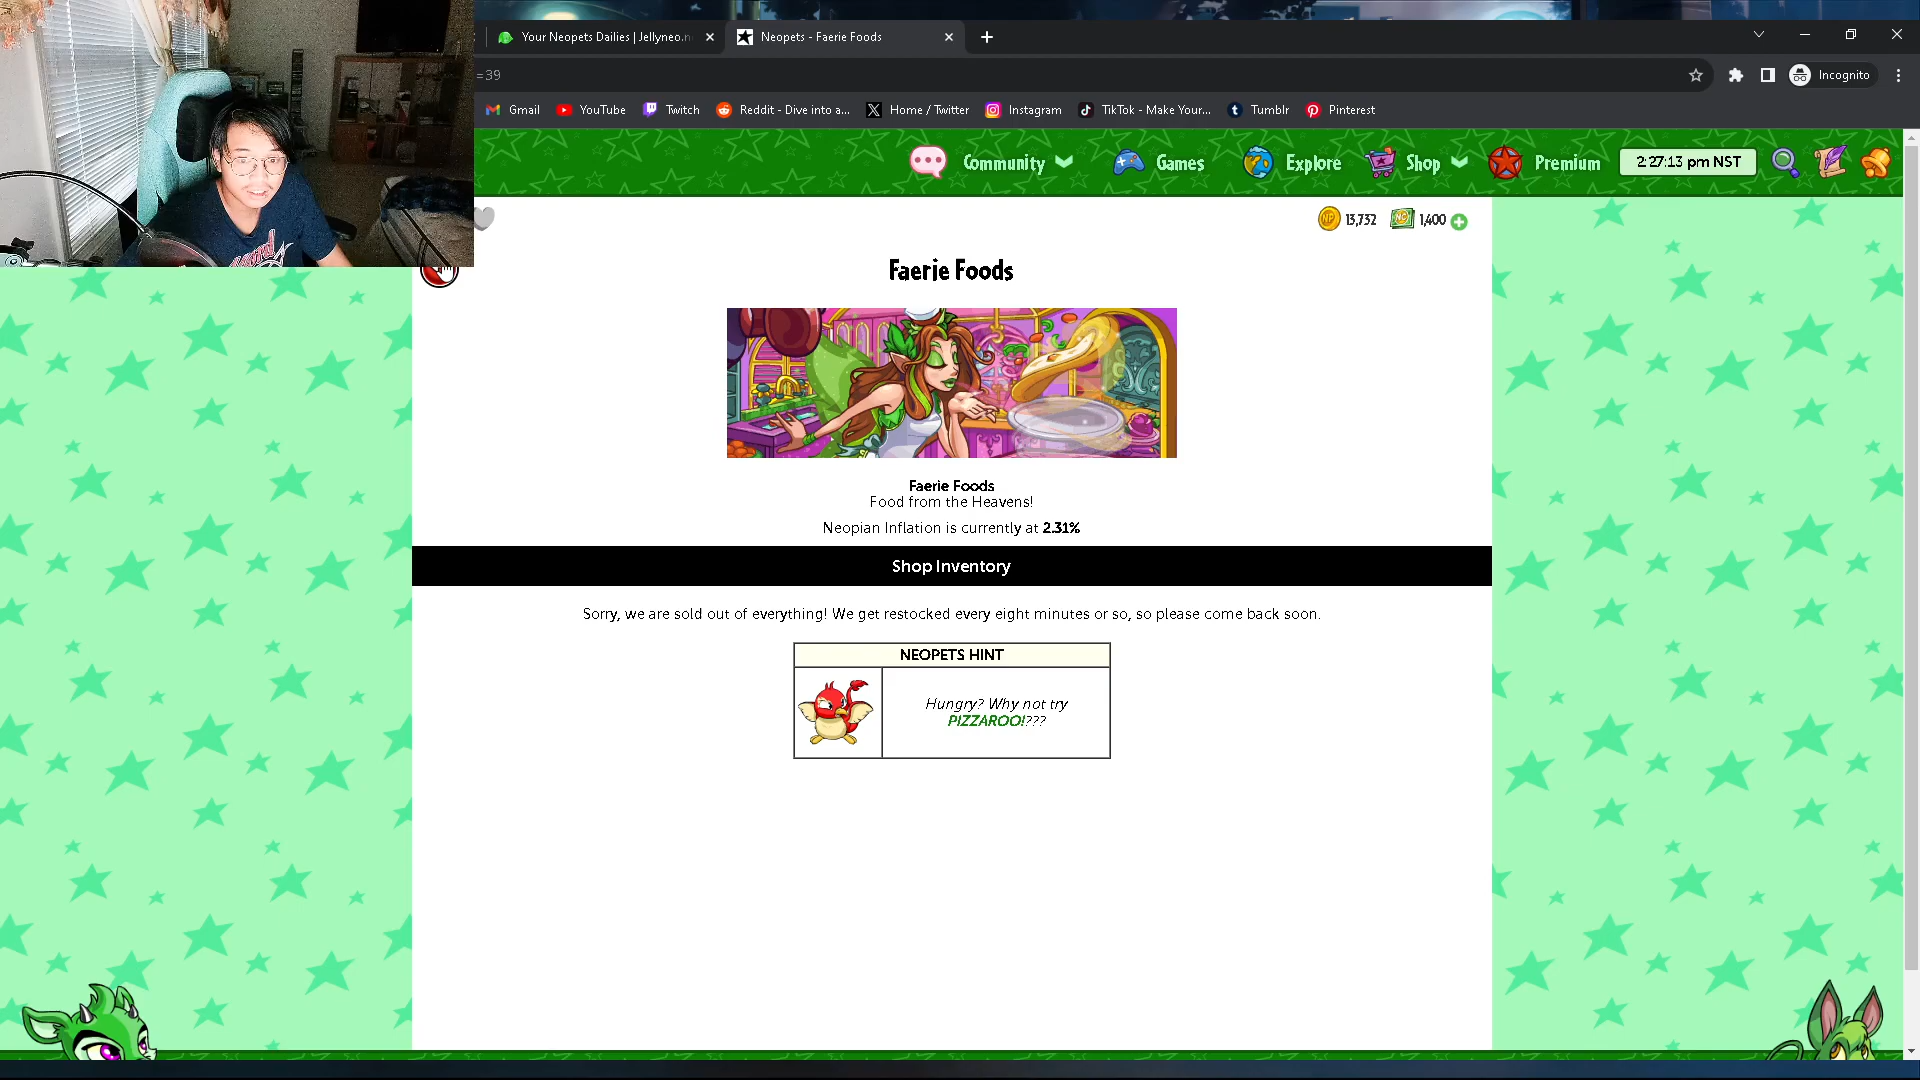 Your Neopets Dailies | Jellyneo.n
Neopets - Faerie Foods
=39
Incognito
Gmail
YouTube
Twitch
Reddit - Dive into a...
Home / Twitter
Instagram
TikTok - Make Your...
Tumblr
Pinterest
Community
Games
Explore
Shop
Premium
2:27:13 pm NST
NP
13,732
NC
1,400
Faerie Foods
Faerie Foods
Food from the Heavens!
Neopian Inflation is currently at 2.31%
Shop Inventory
Sorry, we are sold out of everything! We get restocked every eight minutes or so, so please come back soon.
NEOPETS HINT
Hungry? Why not try
PIZZAROO!???